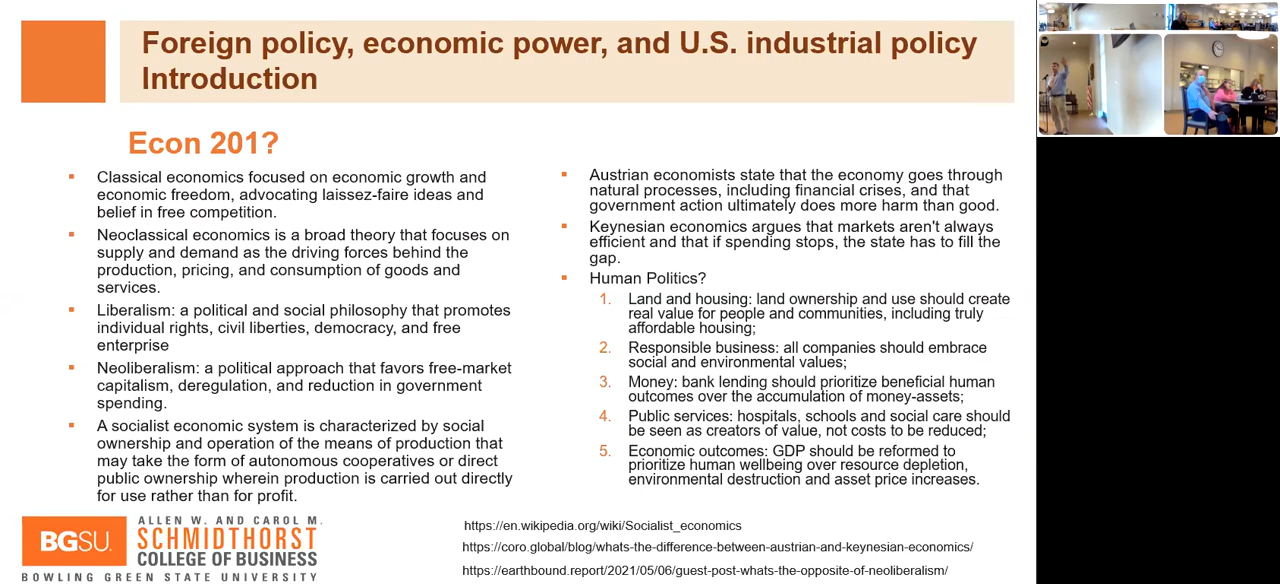 Foreign policy, economic power, and U.S. industrial policy
Introduction
Econ 201?
▪ Classical economics focused on economic growth and
economic freedom, advocating laissez-faire ideas and
belief in free competition.
▪ Neoclassical economics is a broad theory that focuses on
supply and demand as the driving forces behind the
production, pricing, and consumption of goods and
services.
▪ Liberalism: a political and social philosophy that promotes
individual rights, civil liberties, democracy, and free
enterprise
▪ Neoliberalism: a political approach that favors free-market
capitalism, deregulation, and reduction in government
spending.
▪ A socialist economic system is characterized by social
ownership and operation of the means of production that
may take the form of autonomous cooperatives or direct
public ownership wherein production is carried out directly
for use rather than for profit.
▪ Austrian economists state that the economy goes through
natural processes, including financial crises, and that
government action ultimately does more harm than good.
▪ Keynesian economics argues that markets aren't always
efficient and that if spending stops, the state has to fill the
gap.
▪ Human Politics?
1. Land and housing: land ownership and use should create
real value for people and communities, including truly
affordable housing;
2. Responsible business: all companies should embrace
social and environmental values;
3. Money: bank lending should prioritize beneficial human
outcomes over the accumulation of money-assets;
4. Public services: hospitals, schools and social care should
be seen as creators of value, not costs to be reduced;
5. Economic outcomes: GDP should be reformed to
prioritize human wellbeing over resource depletion,
environmental destruction and asset price increases.
BGSU.
ALLEN W. AND CAROL M.
SCHMIDTHORST
COLLEGE OF BUSINESS
BOWLING GREEN STATE UNIVERSITY
https://en.wikipedia.org/wiki/Socialist_economics
https://coro.global/blog/whats-the-difference-between-austrian-and-keynesian-economics/
https://earthbound.report/2021/05/06/guest-post-whats-the-opposite-of-neoliberalism/